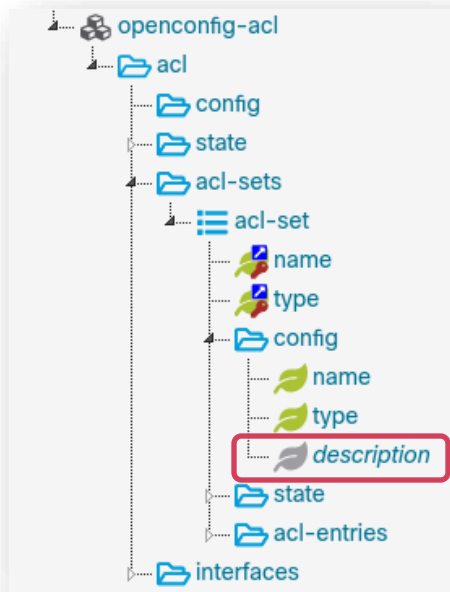 openconfig-acl
acl
config
state
acl-sets
acl-set
name
type
config
name
type
description
state
acl-entries
interfaces